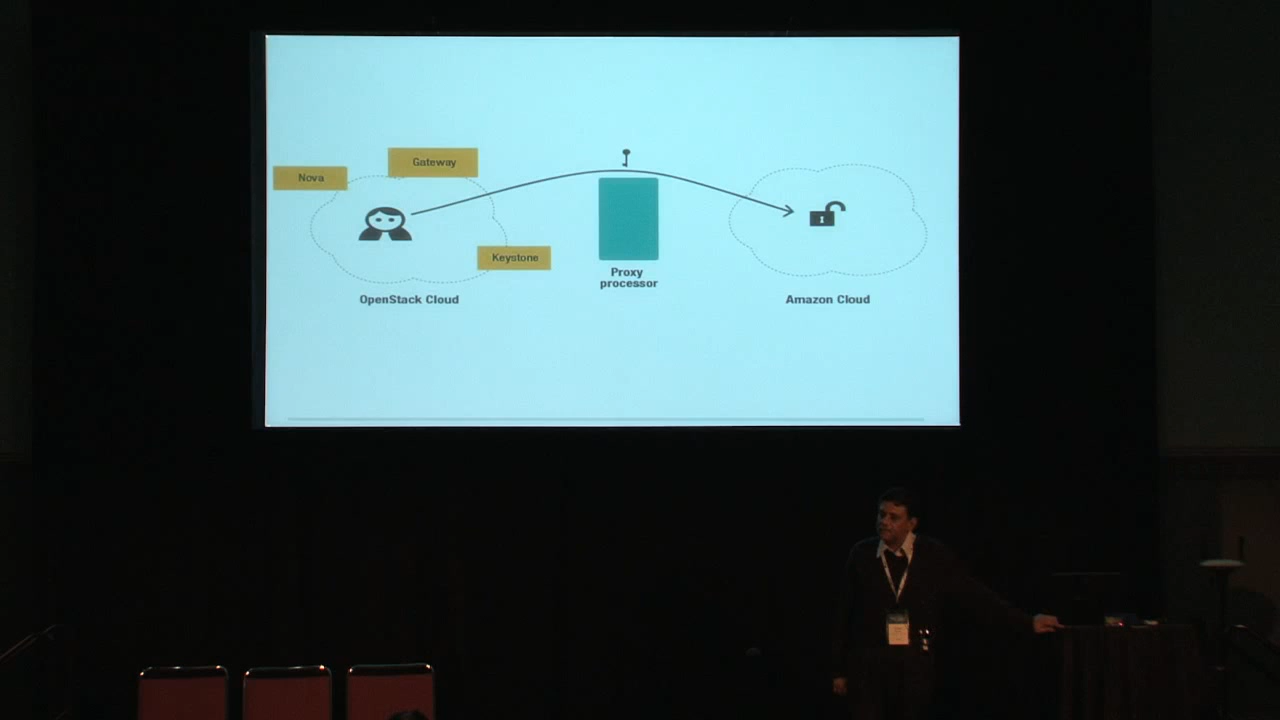 Gateway
Nova
Keystone
Proxy
processor
OpenStack Cloud
Amazon Cloud